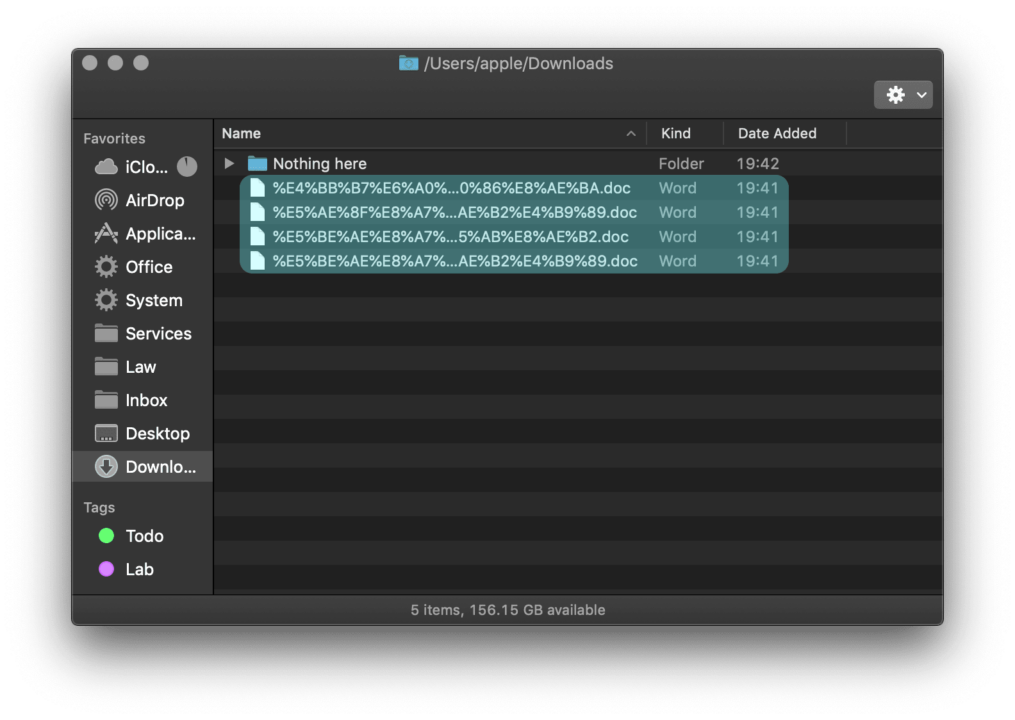 /Users/apple/Downloads
Favorites
iClo...
AirDrop
Applica...
Office
System
Services
Law
Inbox
Desktop
Downlo...
Tags
Todo
Lab
Name Kind Date Added
Nothing here Folder 19:42
%E4%BB%B7%E6%A0%...0%86%E8%AE%BA.doc Word 19:41
%E5%AE%8F%E8%A7%...AE%B2%E4%B9%89.doc Word 19:41
%E5%BE%AE%E8%A7%...5%AB%E8%AE%B2.doc Word 19:41
%E5%BE%AE%E8%A7%...AE%B2%E4%B9%89.doc Word 19:41
5 items, 156.15 GB available